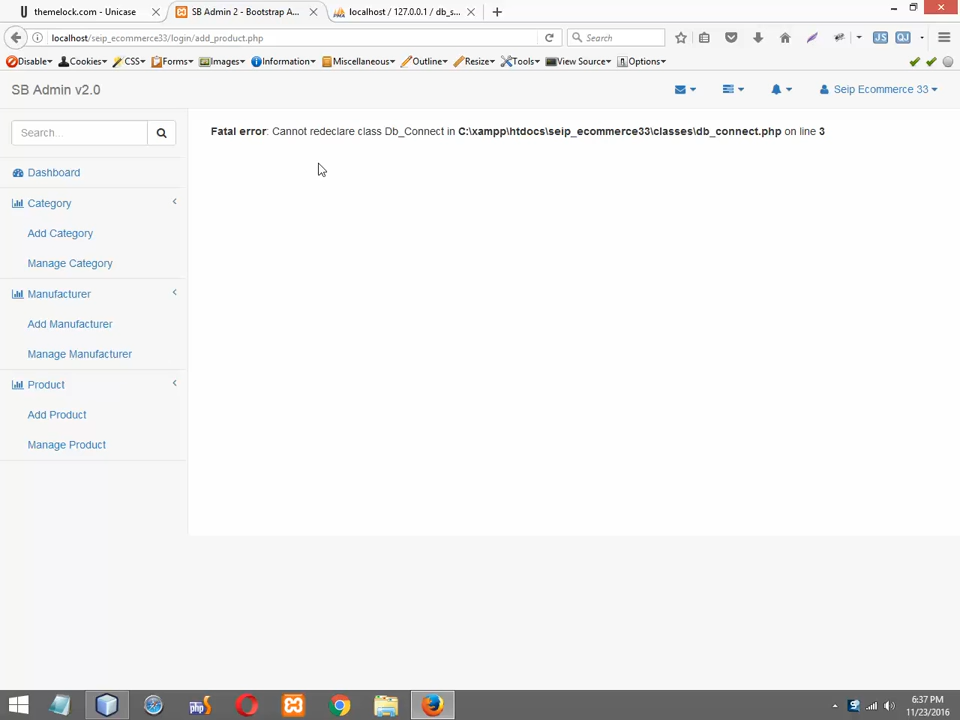 themelock.com - Unicase
SB Admin 2 - Bootstrap A...
localhost / 127.0.0.1 / db_s...
localhost/seip_ecommerce33/login/add_product.php
Search
Disable
Cookies
CSS
Forms
Images
Information
Miscellaneous
Outline
Resize
Tools
View Source
Options
SB Admin v2.0
Seip Ecommerce 33
Search...
Fatal error: Cannot redeclare class Db_Connect in C:\xampp\htdocs\seip_ecommerce33\classes\db_connect.php on line 3
Dashboard
Category
Add Category
Manage Category
Manufacturer
Add Manufacturer
Manage Manufacturer
Product
Add Product
Manage Product
6:37 PM
11/23/2016